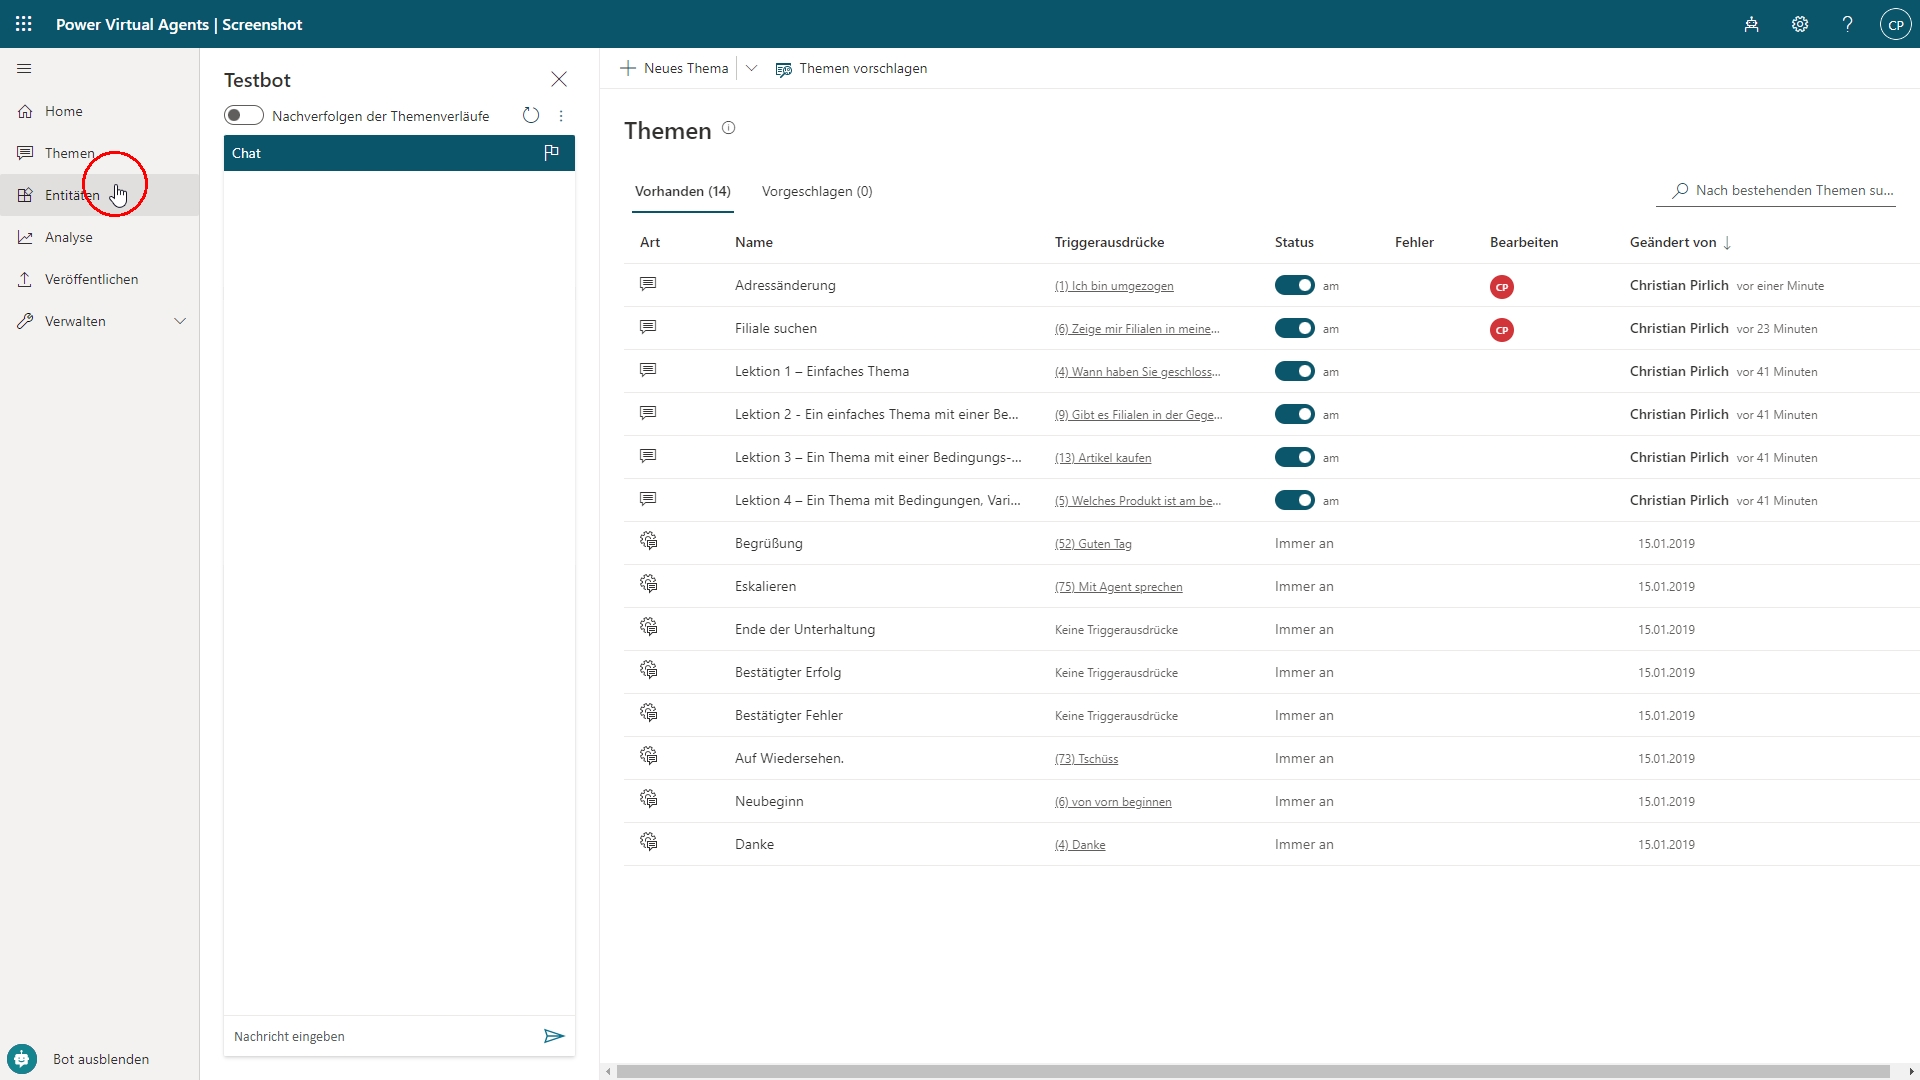 Power Virtual Agents | Screenshot
CP
Home
Themen
Entitäten
Analyse
Veröffentlichen
Verwalten
Bot ausblenden
Testbot
Nachverfolgen der Themenverläufe
Chat
Nachricht eingeben
Neues Thema
Themen vorschlagen
Themen
Vorhanden (14) Vorgeschlagen (0)
Nach bestehenden Themen su...
Art Name Triggerausdrücke Status Fehler Bearbeiten Geändert von
Adressänderung (1) Ich bin umgezogen am CP Christian Pirlich vor einer Minute
Filiale suchen (6) Zeige mir Filialen in meine... am CP Christian Pirlich vor 23 Minuten
Lektion 1 – Einfaches Thema (4) Wann haben Sie geschloss... am Christian Pirlich vor 41 Minuten
Lektion 2 - Ein einfaches Thema mit einer Be... (9) Gibt es Filialen in der Gege... am Christian Pirlich vor 41 Minuten
Lektion 3 – Ein Thema mit einer Bedingungs-... (13) Artikel kaufen am Christian Pirlich vor 41 Minuten
Lektion 4 – Ein Thema mit Bedingungen, Vari... (5) Welches Produkt ist am be... am Christian Pirlich vor 41 Minuten
Begrüßung (52) Guten Tag Immer an 15.01.2019
Eskalieren (75) Mit Agent sprechen Immer an 15.01.2019
Ende der Unterhaltung Keine Triggerausdrücke Immer an 15.01.2019
Bestätigter Erfolg Keine Triggerausdrücke Immer an 15.01.2019
Bestätigter Fehler Keine Triggerausdrücke Immer an 15.01.2019
Auf Wiedersehen. (73) Tschüss Immer an 15.01.2019
Neubeginn (6) von vorn beginnen Immer an 15.01.2019
Danke (4) Danke Immer an 15.01.2019